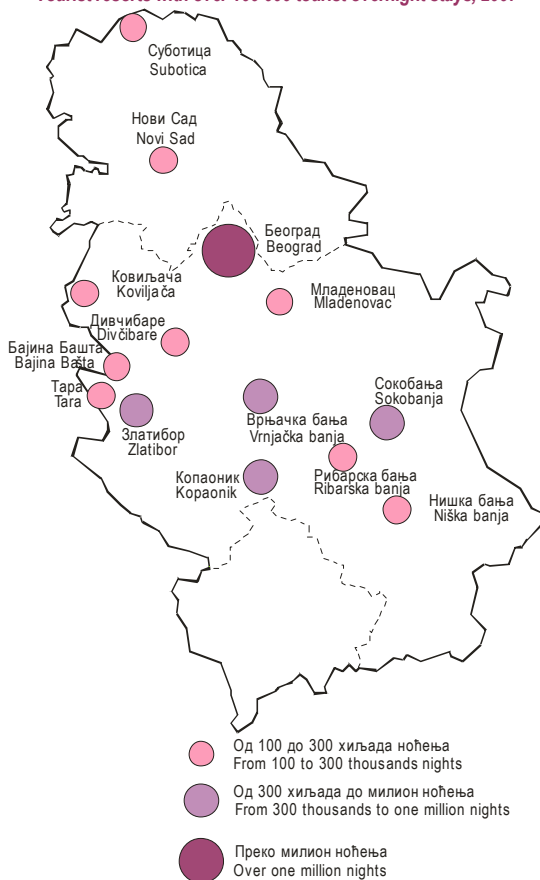 Суботица
Subotica
Нови Сад
Novi Sad
Београд
Beograd
Ковиљача
Koviljača
Младеновац
Mladenovac
Дивчибаре
Divčibare
Бајина Башта
Bajina Bašta
Тара
Tara
Златибор
Zlatibor
Врњачка бања
Vrnjačka banja
Сокобања
Sokobanja
Копаоник
Kopaonik
Рибарска бања
Ribarska banja
Нишка бања
Niška banja
Од 100 до 300 хиљада ноћења
From 100 to 300 thousands nights
Од 300 хиљада до милион ноћења
From 300 thousands to one million nights
Преко милион ноћења
Over one million nights